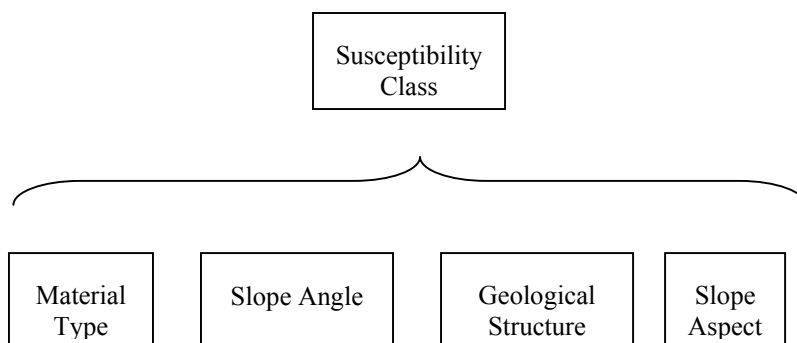 Susceptibility
Class
Material
Type
Slope Angle
Geological
Structure
Slope
Aspect